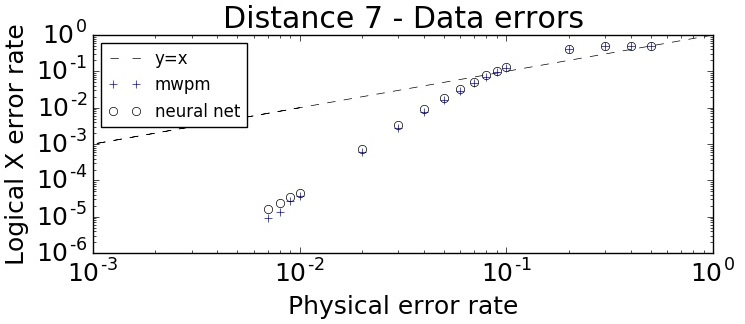 Distance 7 - Data errors
Logical X error rate
10^0
10^-1
10^-2
10^-3
10^-4
10^-5
10^-6
y=x
mwpm
neural net
10^-3
10^-2
10^-1
10^0
Physical error rate